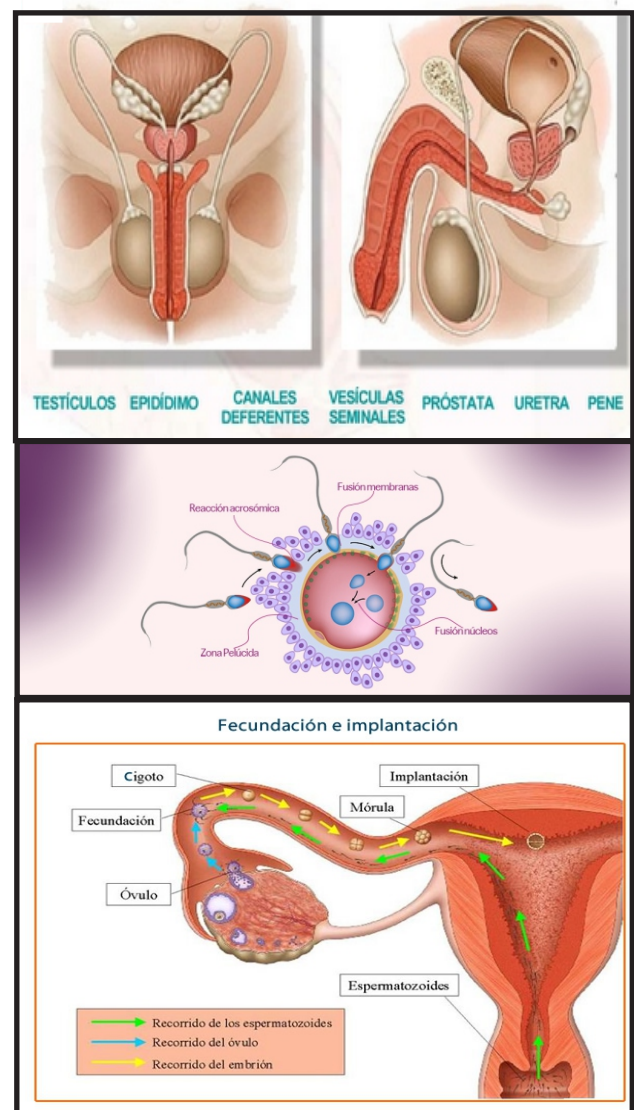 TESTÍCULOS EPIDÍDIMO CANALES DEFERENTES VESÍCULAS SEMINALES PRÓSTATA URETRA PENE
Fusión membranas
Reacción acrosómica
Zona Pelúcida
Fusión núcleos
Fecundación e implantación
Cigoto
Implantación
Mórula
Fecundación
Óvulo
Espermatozoides
Recorrido de los espermatozoides
Recorrido del óvulo
Recorrido del embrión